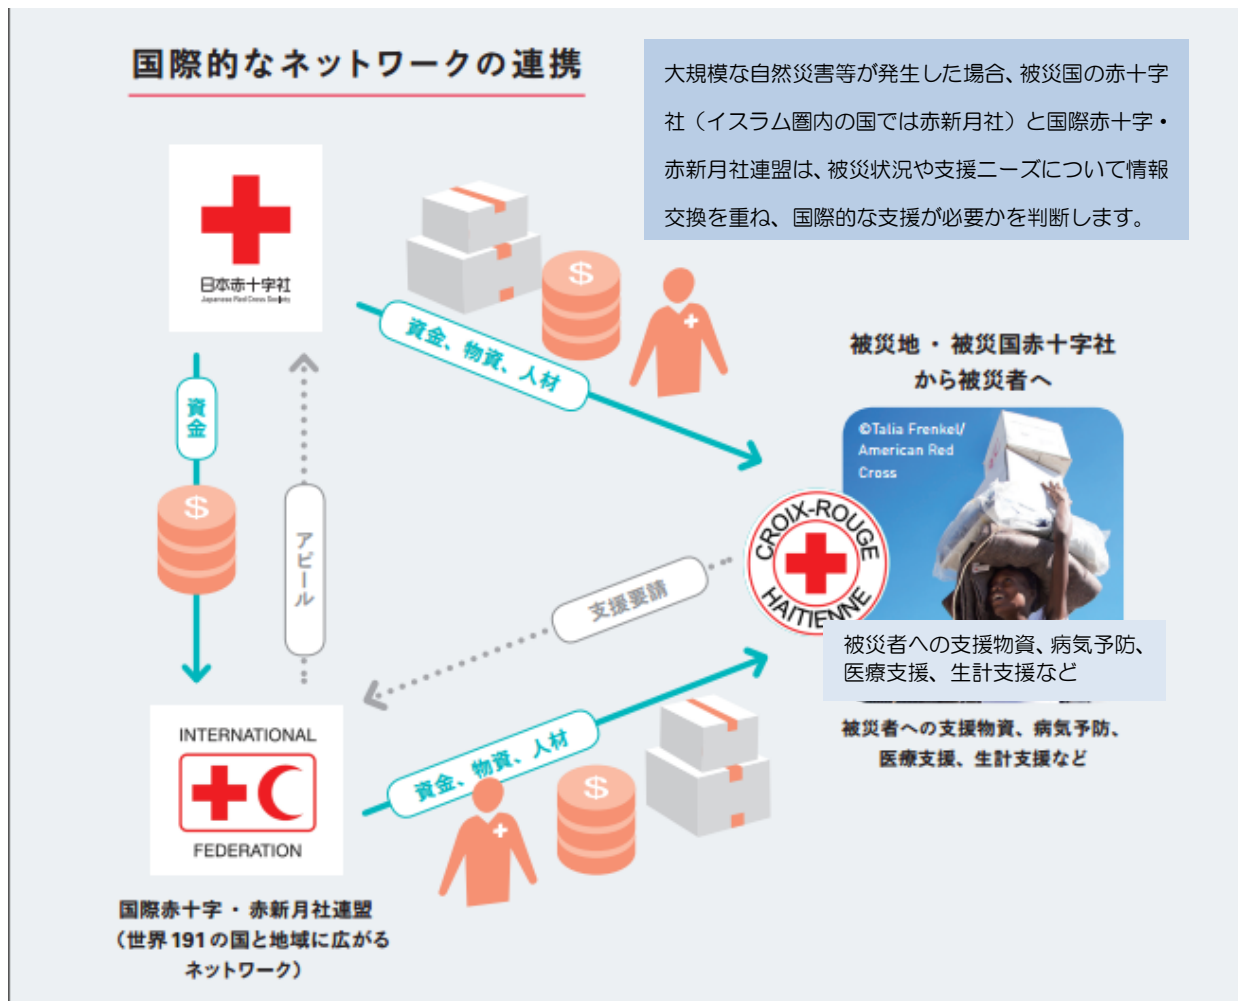 国際的なネットワークの連携
大規模な自然災害等が発生した場合、被災国の赤十字
社（イスラム圏内の国では赤新月社）と国際赤十字・
赤新月社連盟は、被災状況や支援ニーズについて情報
交換を重ね、国際的な支援が必要かを判断します。
日本赤十字社
Japanese Red Cross Society
資金、物資、人材
資金
アピール
被災地・被災国赤十字社
から被災者へ
©Talia Frenkel/
American Red
Cross
CROIX-ROUGE
HAITIENNE
支援要請
被災者への支援物資、病気予防、
医療支援、生計支援など
被災者への支援物資、病気予防、
医療支援、生計支援など
資金、物資、人材
INTERNATIONAL
FEDERATION
国際赤十字・赤新月社連盟
（世界191の国と地域に広がる
ネットワーク）
$
$
$